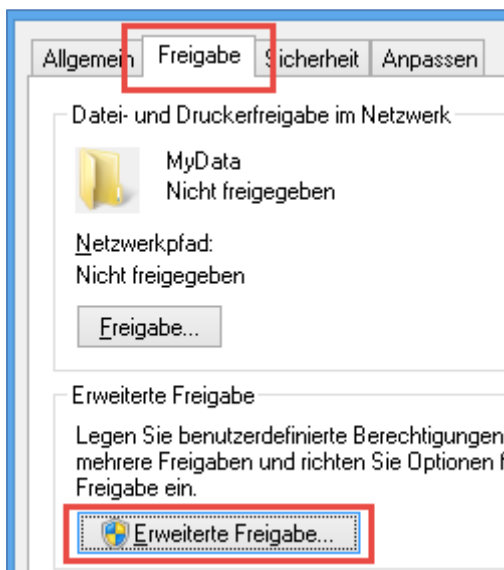 Allgemein Freigabe Sicherheit Anpassen
Datei- und Druckerfreigabe im Netzwerk
MyData
Nicht freigegeben
Netzwerkpfad:
Nicht freigegeben
Freigabe...
Erweiterte Freigabe
Legen Sie benutzerdefinierte Berechtigungen
mehrere Freigaben und richten Sie Optionen
Freigabe ein.
Erweiterte Freigabe...